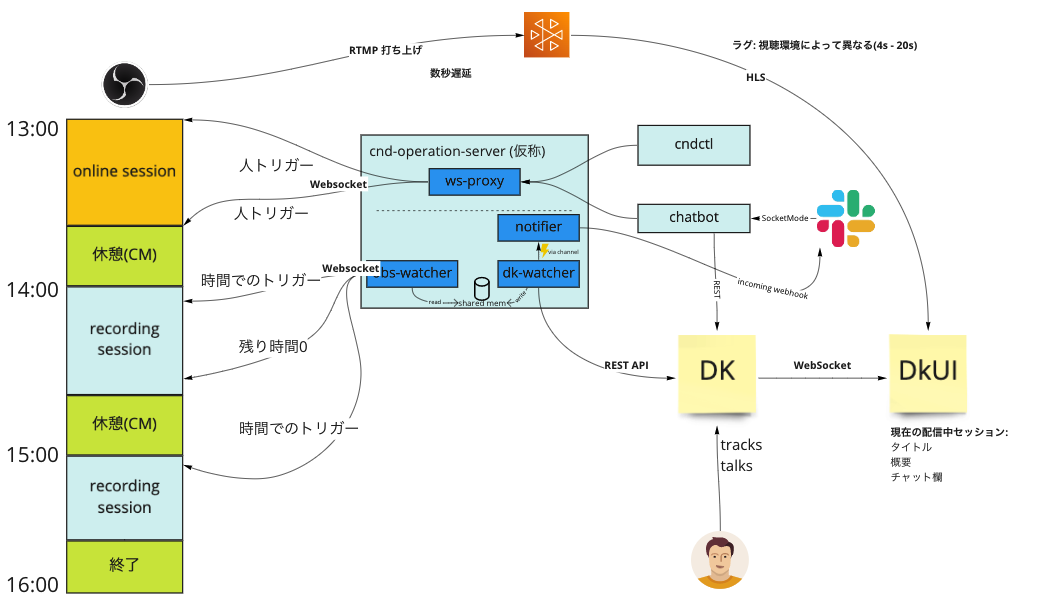 RTMP 打ち上げ
数秒遅延
ラグ: 視聴環境によって異なる(4s - 20s)
HLS
13:00
online session
休憩(CM)
14:00
recording
session
休憩(CM)
15:00
recording
session
終了
16:00
人トリガー
Websocket
人トリガー
時間でのトリガー
Websocket
残り時間0
時間でのトリガー
cnd-operation-server (仮称)
ws-proxy
notifier
via channel
obs-watcher
dk-watcher
read
shared mem
write
cndctl
chatbot
SocketMode
incoming webhook
REST
REST API
DK
WebSocket
DkUI
tracks
talks
現在の配信中セッション:
タイトル
概要
チャット欄